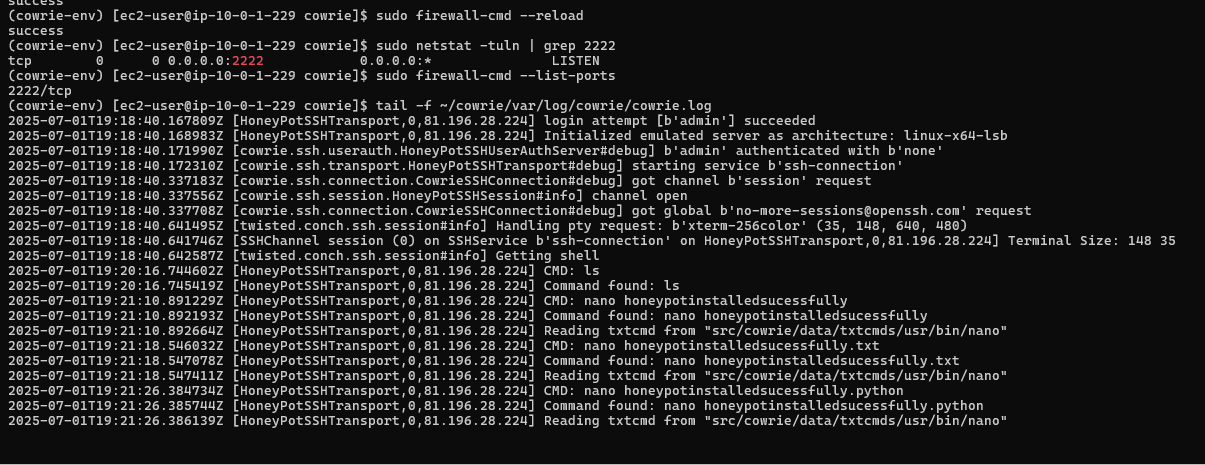 success
(cowrie-env) [ec2-user@ip-10-0-1-229 cowrie]$ sudo firewall-cmd --reload
success
(cowrie-env) [ec2-user@ip-10-0-1-229 cowrie]$ sudo netstat -tuln | grep 2222
tcp        0      0 0.0.0.0:2222            0.0.0.0:*               LISTEN
(cowrie-env) [ec2-user@ip-10-0-1-229 cowrie]$ sudo firewall-cmd --list-ports
2222/tcp
(cowrie-env) [ec2-user@ip-10-0-1-229 cowrie]$ tail -f ~/cowrie/var/log/cowrie/cowrie.log
2025-07-01T19:18:40.167809Z [HoneyPotSSHTransport,0,81.196.28.224] login attempt [b'admin'] succeeded
2025-07-01T19:18:40.168983Z [HoneyPotSSHTransport,0,81.196.28.224] Initialized emulated server as architecture: linux-x64-lsb
2025-07-01T19:18:40.171990Z [cowrie.ssh.userauth.HoneyPotSSHUserAuthServer#debug] b'admin' authenticated with b'none'
2025-07-01T19:18:40.172310Z [cowrie.ssh.transport.HoneyPotSSHTransport#debug] starting service b'ssh-connection'
2025-07-01T19:18:40.337183Z [cowrie.ssh.connection.CowrieSSHConnection#debug] got channel b'session' request
2025-07-01T19:18:40.337556Z [cowrie.ssh.session.HoneyPotSSHSession#info] channel open
2025-07-01T19:18:40.337708Z [cowrie.ssh.connection.CowrieSSHConnection#debug] got global b'no-more-sessions@openssh.com' request
2025-07-01T19:18:40.641495Z [twisted.conch.ssh.session#info] Handling pty request: b'xterm-256color' (35, 148, 640, 480)
2025-07-01T19:18:40.641746Z [SSHChannel session (0) on SSHService b'ssh-connection' on HoneyPotSSHTransport,0,81.196.28.224] Terminal Size: 148 35
2025-07-01T19:18:40.642587Z [twisted.conch.ssh.session#info] Getting shell
2025-07-01T19:20:16.744602Z [HoneyPotSSHTransport,0,81.196.28.224] CMD: ls
2025-07-01T19:20:16.745419Z [HoneyPotSSHTransport,0,81.196.28.224] Command found: ls
2025-07-01T19:21:10.891229Z [HoneyPotSSHTransport,0,81.196.28.224] CMD: nano honeypotinstalledsucessfully
2025-07-01T19:21:10.892193Z [HoneyPotSSHTransport,0,81.196.28.224] Command found: nano honeypotinstalledsucessfully
2025-07-01T19:21:10.892664Z [HoneyPotSSHTransport,0,81.196.28.224] Reading txtcmd from "src/cowrie/data/txtcmds/usr/bin/nano"
2025-07-01T19:21:18.546032Z [HoneyPotSSHTransport,0,81.196.28.224] CMD: nano honeypotinstalledsucessfully.txt
2025-07-01T19:21:18.547078Z [HoneyPotSSHTransport,0,81.196.28.224] Command found: nano honeypotinstalledsucessfully.txt
2025-07-01T19:21:18.547411Z [HoneyPotSSHTransport,0,81.196.28.224] Reading txtcmd from "src/cowrie/data/txtcmds/usr/bin/nano"
2025-07-01T19:21:26.384734Z [HoneyPotSSHTransport,0,81.196.28.224] CMD: nano honeypotinstalledsucessfully.python
2025-07-01T19:21:26.385744Z [HoneyPotSSHTransport,0,81.196.28.224] Command found: nano honeypotinstalledsucessfully.python
2025-07-01T19:21:26.386139Z [HoneyPotSSHTransport,0,81.196.28.224] Reading txtcmd from "src/cowrie/data/txtcmds/usr/bin/nano"